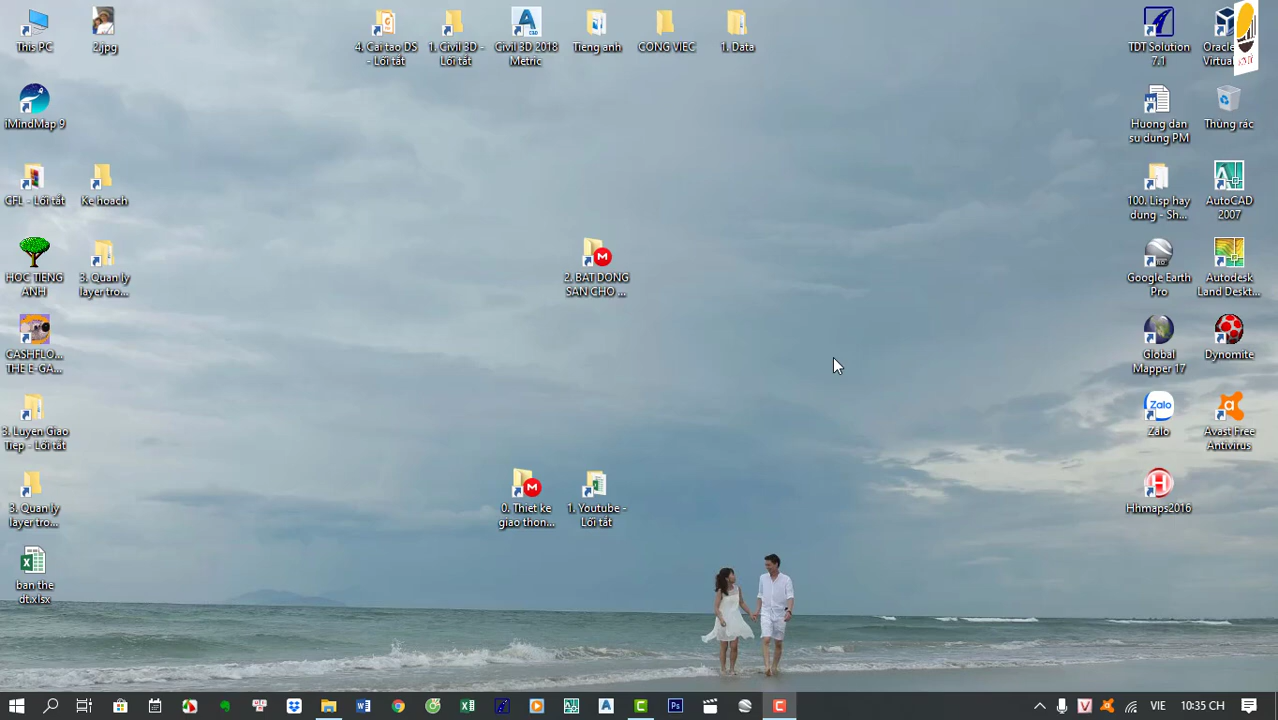 This PC
2.jpg
4. Cai tao DS
- Lối tắt
1. Civil 3D -
Lối tắt
Civil 3D 2018
Metric
Tieng anh
CONG VIEC
1. Data
TDT Solution
7.1
Oracle
Virtual
iMindMap 9
Huong dan
su dung PM
Thùng rác
CFL - Lối tắt
Ke hoach
100. Lisp hay
dung - Sh...
AutoCAD
2007
HOC TIENG
ANH
3. Quan ly
layer tro...
2. BAT DONG
SAN CHO ...
Google Earth
Pro
Autodesk
Land Deskt...
CASHFLO...
THE E-GA...
Global
Mapper 17
Dynomite
3. Luyen Giao
Tiep - Lối tắt
Zalo
Zalo
Avast Free
Antivirus
3. Quan ly
layer tro...
0. Thiet ke
giao thon...
1. Youtube -
Lối tắt
Hhmaps2016
ban the
dt.xlsx
VIE
10:35 CH